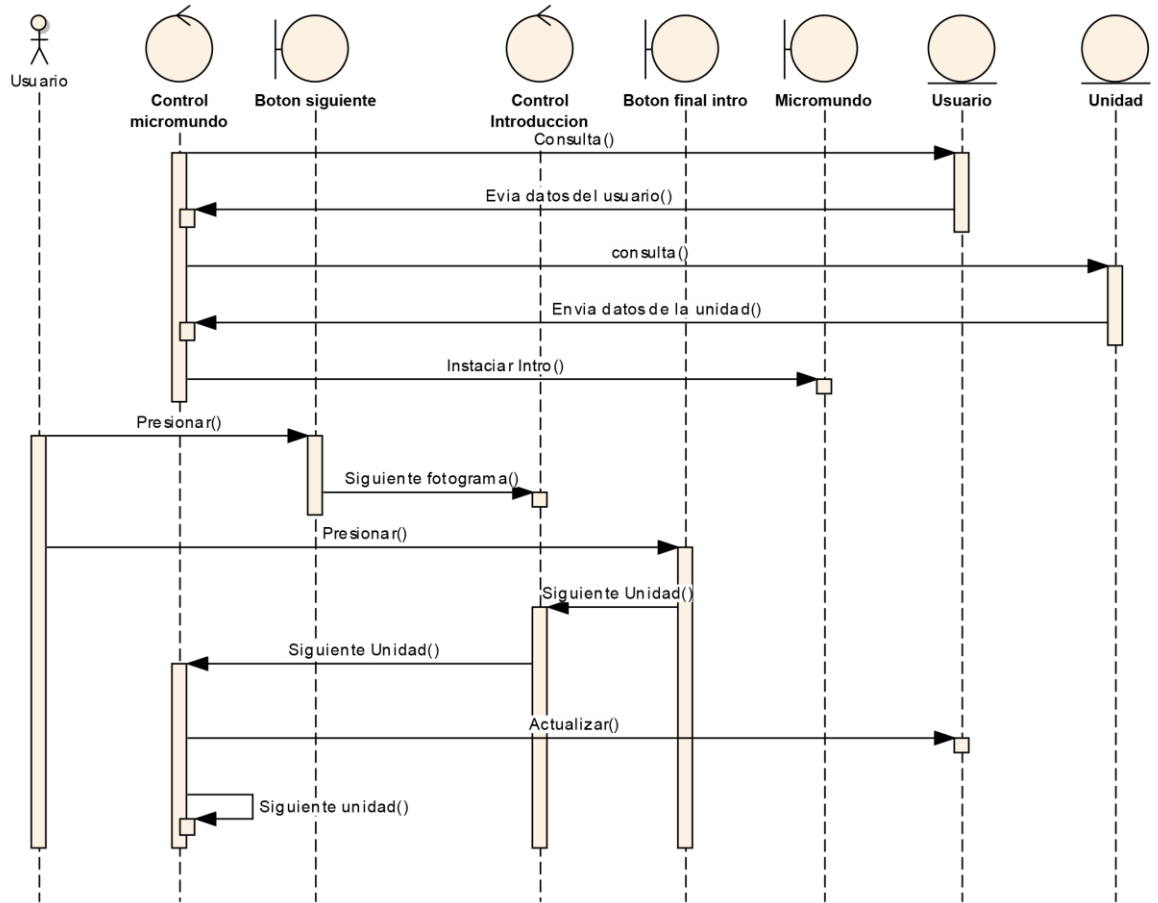 Usuario
Control
micromundo
Boton siguiente
Control
Introduccion
Boton final intro
Micromundo
Usuario
Unidad
Consulta()
Evia datos del usuario()
consulta()
Envia datos de la unidad()
Instaciar Intro()
Presionar()
Siguiente fotograma()
Presionar()
Siguiente Unidad()
Siguiente Unidad()
Actualizar()
Siguiente unidad()